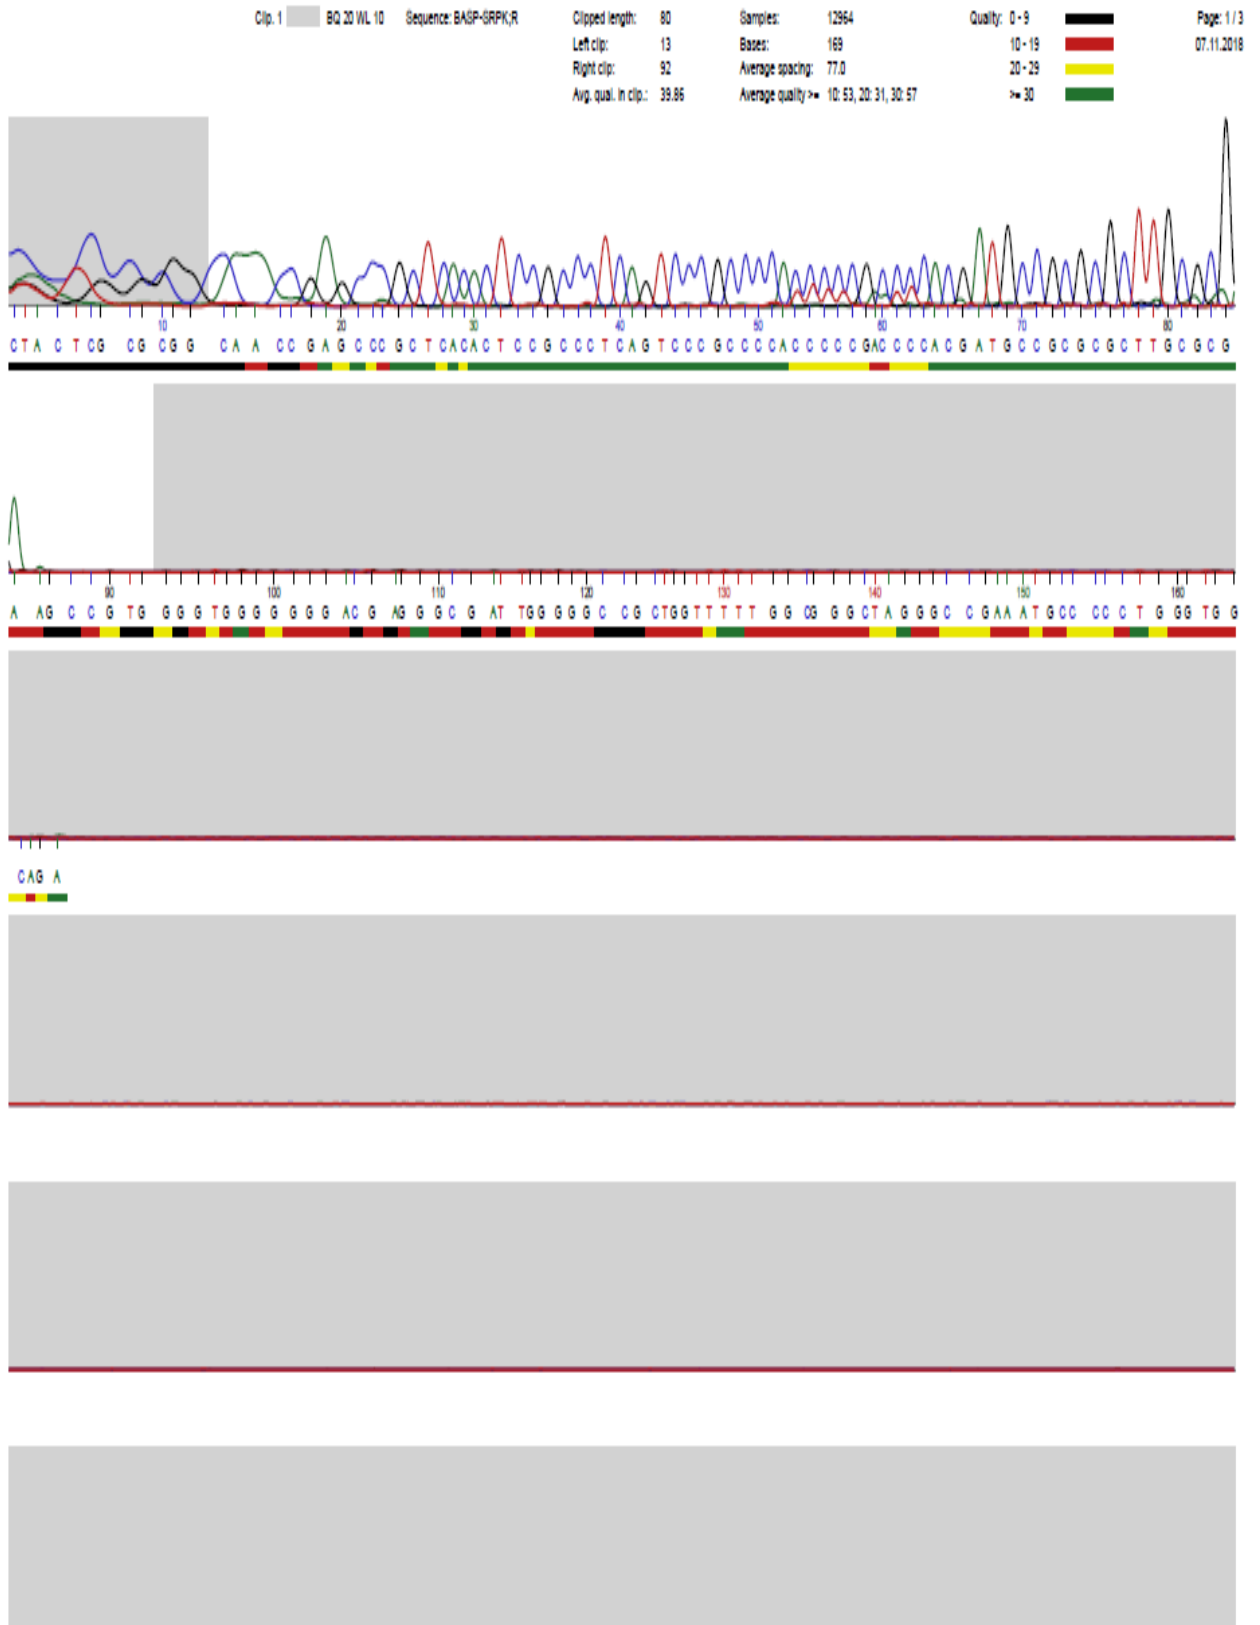 Clip. 1 BQ 20 WL 10 Sequence: BASP-SRPK;R Clipped length: 80 Samples: 12964 Quality: 0 - 9 Page: 1 / 3
Left clip: 13 Bases: 169 10 - 19 07.11.2018
Right clip: 92 Average spacing: 77.0 20 - 29
Avg. qual. in clip.: 39.86 Average quality >= 10: 53, 20: 31, 30: 57 >= 30
10 20 30 40 50 60 70 80
C T A C T C G C G C G G C A A C C G A G C C C G C T C A C A C T C C G C C C T C A G T C C C G C C C C A C C C C C G A C C C C A C G A T G C C G C G C G C T T G C G C G
90 100 110 120 130 140 150 160
A A G C C G T G G G T G G G G G G G A C G A G G G C G A T T G G G G G C C G C T G G T T T T T G G C G G G C T A G G G C C G A A A T G C C C C C T G G G T G G
C A G A